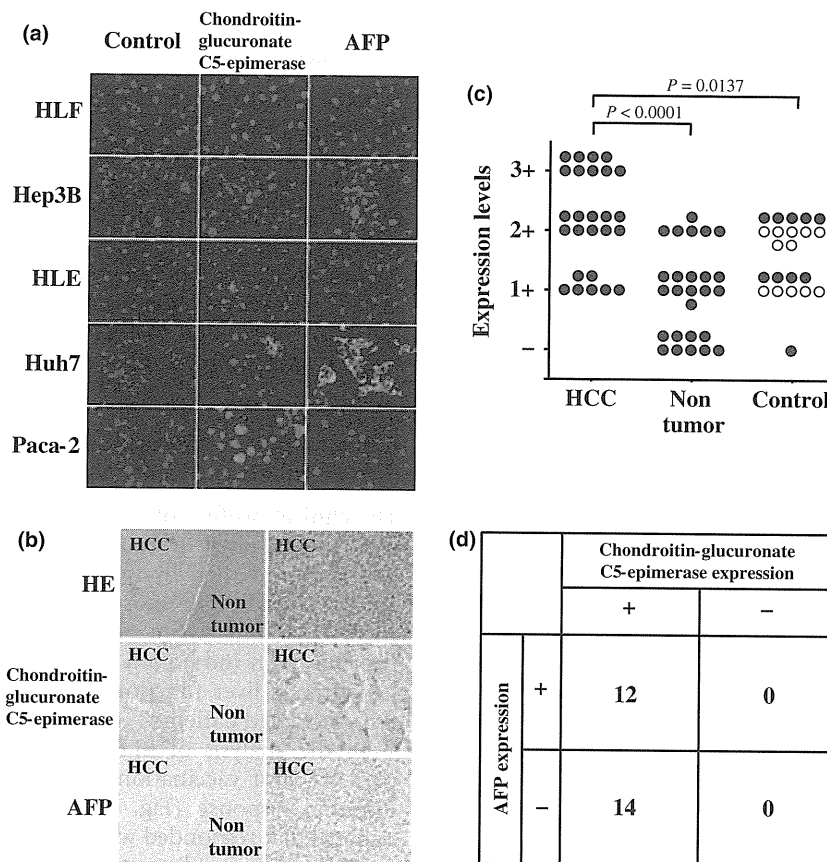 (a)
Control
Chondroitin-
glucuronate
C5-epimerase
AFP
HLF
Hep3B
HLE
Huh7
Paca-2
(b)
HE
HCC
Non
tumor
HCC
Chondroitin-
glucuronate
C5-epimerase
HCC
Non
tumor
HCC
AFP
HCC
Non
tumor
HCC
(c)
P = 0.0137
P < 0.0001
Expression levels
3+
2+
1+
−
HCC
Non
tumor
Control
(d)
Chondroitin-glucuronate
C5-epimerase expression
+ −
AFP expression
+ 12 0
− 14 0